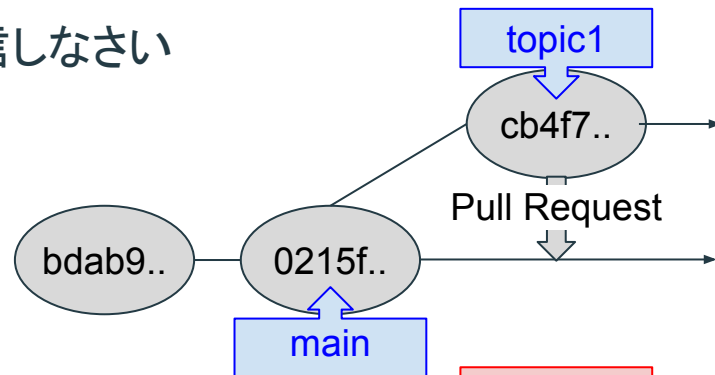 信しなさい
topic1
cb4f7..
Pull Request
bdab9..
0215f..
main